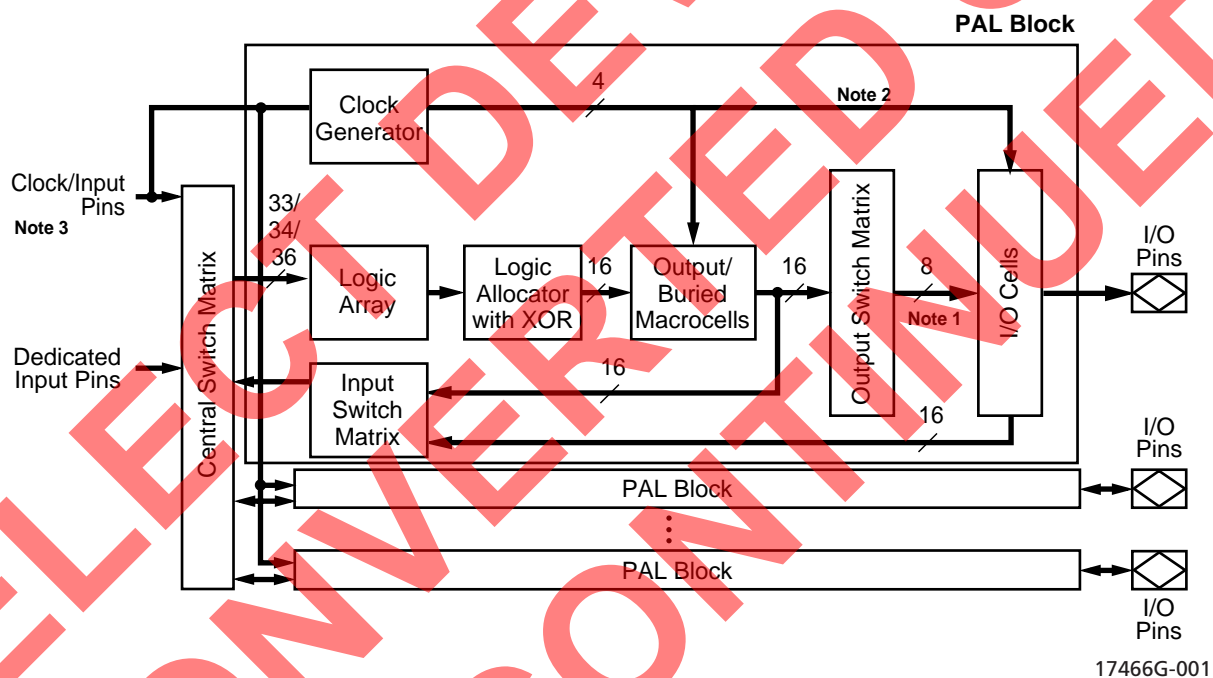 PAL Block
Clock
Generator
4
Note 2
Clock/Input
Pins
Note 3
33/
34/
36
Central Switch Matrix
Logic
Array
Logic
Allocator
with XOR
16
Output/
Buried
Macrocells
16
Output Switch Matrix
8
Note 1
I/O Cells
I/O
Pins
Dedicated
Input Pins
Input
Switch
Matrix
16
16
I/O
Pins
PAL Block
PAL Block
I/O
Pins
17466G-001
SELECT DE
CONVERTED
DISCONTINUED